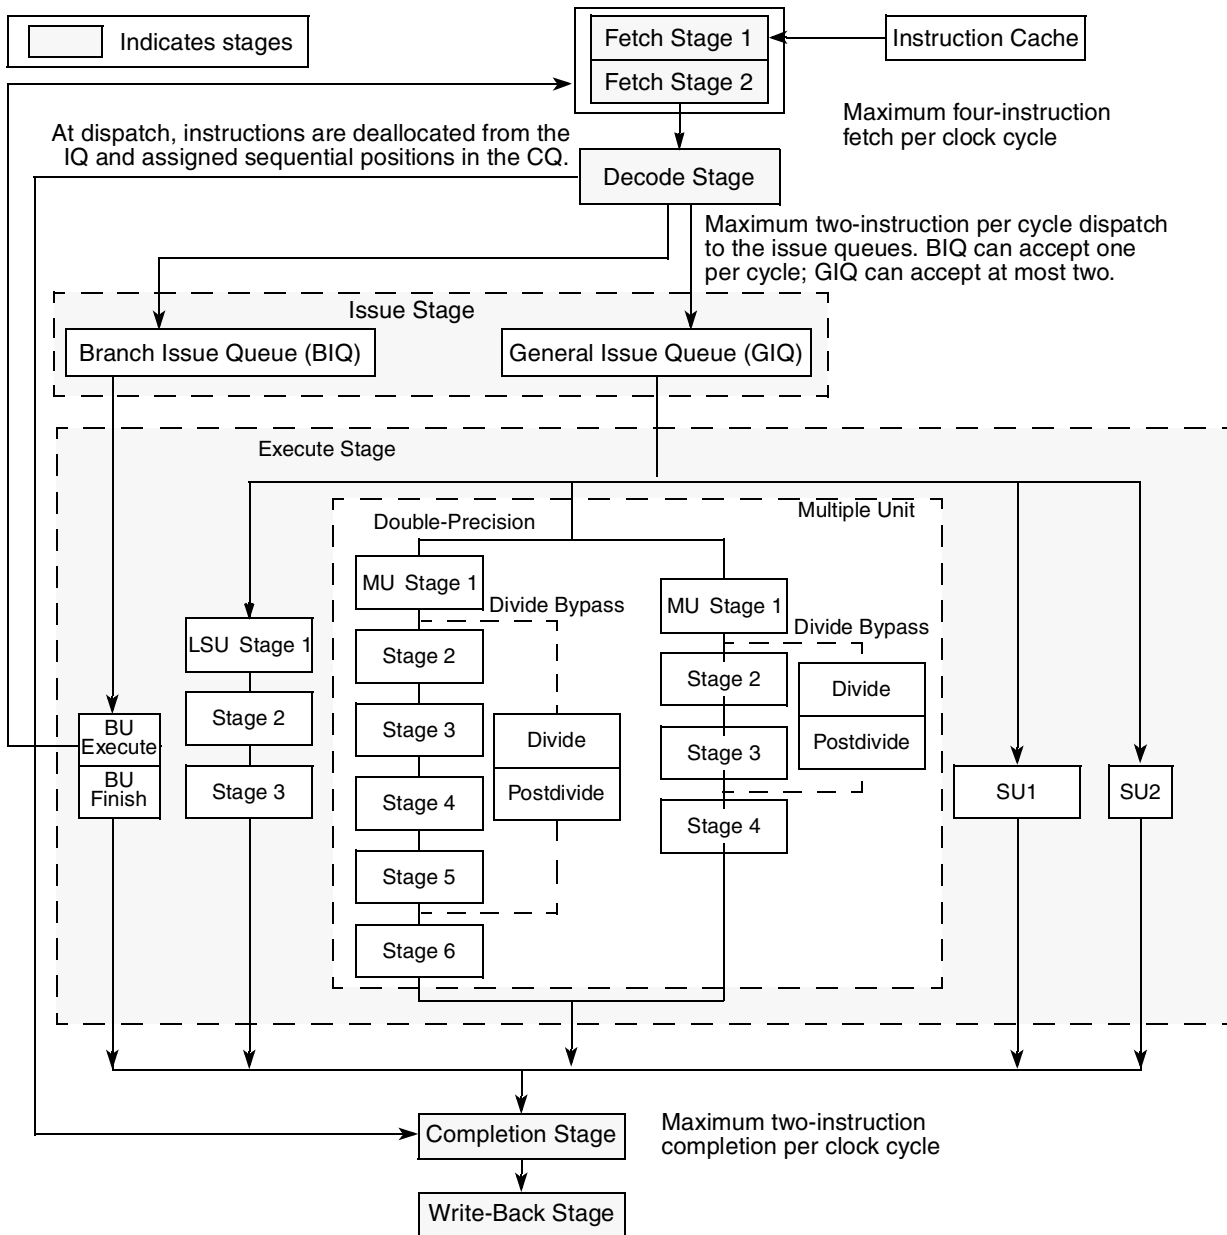 Indicates stages
Fetch Stage 1
Fetch Stage 2
Instruction Cache
Maximum four-instruction
fetch per clock cycle
At dispatch, instructions are deallocated from the
IQ and assigned sequential positions in the CQ.
Decode Stage
Maximum two-instruction per cycle dispatch
to the issue queues. BIQ can accept one
per cycle; GIQ can accept at most two.
Issue Stage
Branch Issue Queue (BIQ)
General Issue Queue (GIQ)
Execute Stage
Multiple Unit
Double-Precision
MU Stage 1
Divide Bypass
Stage 2
Stage 3
Stage 4
Stage 5
Stage 6
Divide
Postdivide
MU Stage 1
Divide Bypass
Stage 2
Stage 3
Stage 4
Divide
Postdivide
LSU Stage 1
Stage 2
Stage 3
BU
Execute
BU
Finish
SU1
SU2
Completion Stage
Maximum two-instruction
completion per clock cycle
Write-Back Stage